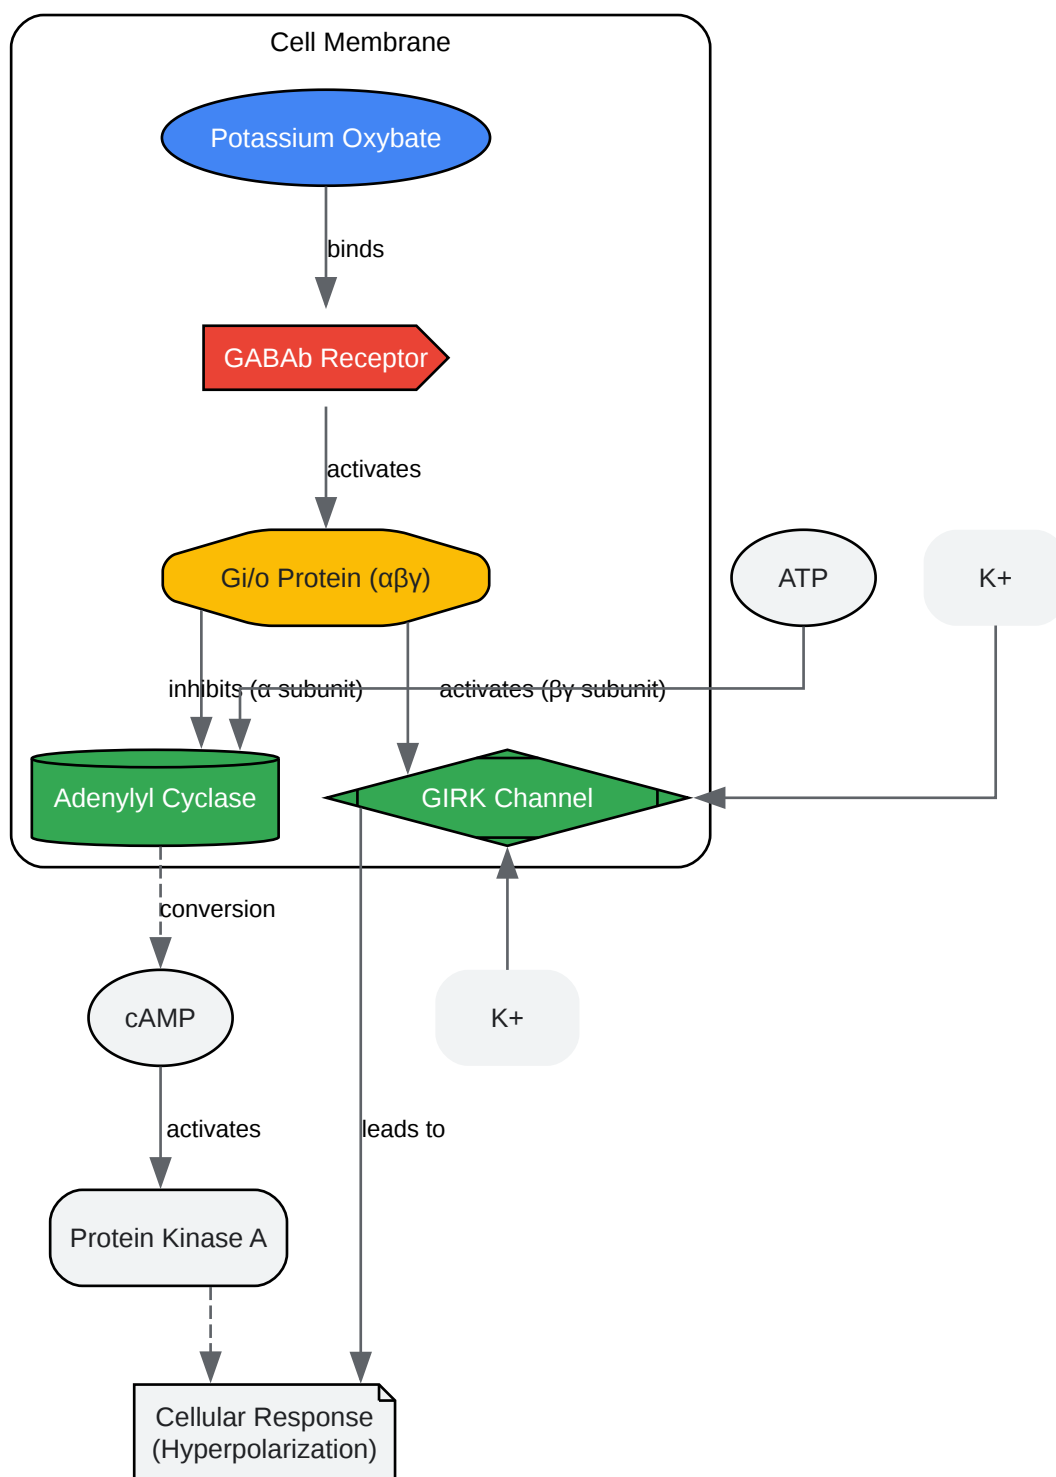 Cell Membrane
Potassium Oxybate
binds
GABAb Receptor
activates
Gi/o Protein (αβγ)
ATP
K+
inhibits (α subunit)
activates (βγ subunit)
Adenylyl Cyclase
GIRK Channel
conversion
cAMP
K+
activates
leads to
Protein Kinase A
Cellular Response
(Hyperpolarization)